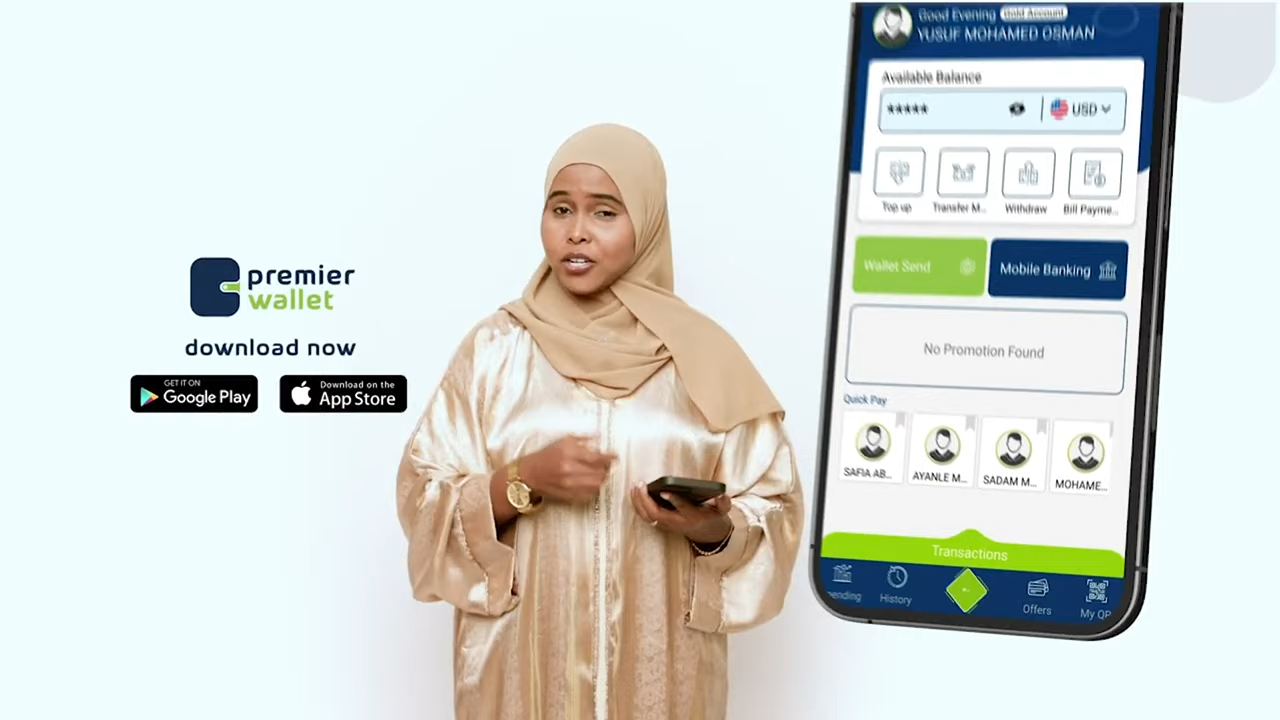 premier
wallet
download now
GET IT ON
Google Play
Download on the
App Store
Good Evening Gold Account
YUSUF MOHAMED OSMAN
Available Balance
***** USD
Top up Transfer M... Withdraw Bill Payme...
Wallet Send Mobile Banking
No Promotion Found
Quick Pay
SAFIA AB... AYANLE M... SADAM M... MOHAME...
Transactions
ending History Offers My QR